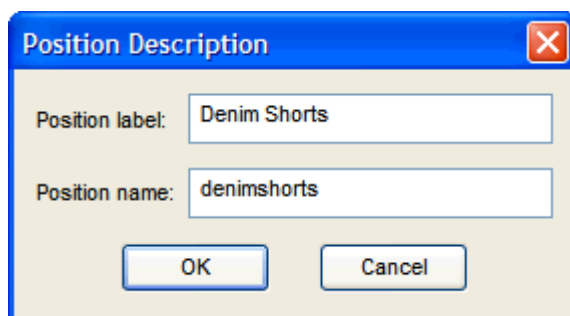 Position Description
Position label: Denim Shorts
Position name: denimshorts
OK Cancel